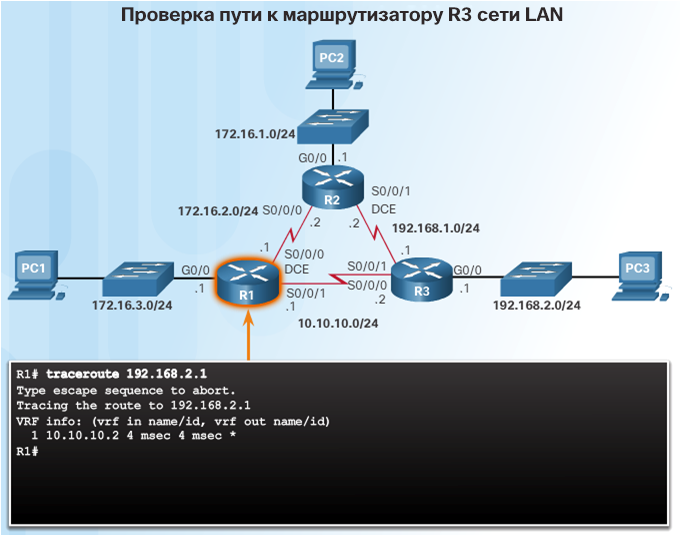 Проверка пути к маршрутизатору R3 сети LAN
PC2
172.16.1.0/24
G0/0 .1
R2
172.16.2.0/24 S0/0/0
S0/0/1
DCE
.2
.2
192.168.1.0/24
.1
.1
S0/0/0
DCE
PC1
G0/0
.1
172.16.3.0/24
R1
S0/0/1
.1
S0/0/1
S0/0/0
.2
R3
G0/0
.1
PC3
192.168.2.0/24
10.10.10.0/24
R1# traceroute 192.168.2.1
Type escape sequence to abort.
Tracing the route to 192.168.2.1
VRF info: (vrf in name/id, vrf out name/id)
1 10.10.10.2 4 msec 4 msec *
R1#